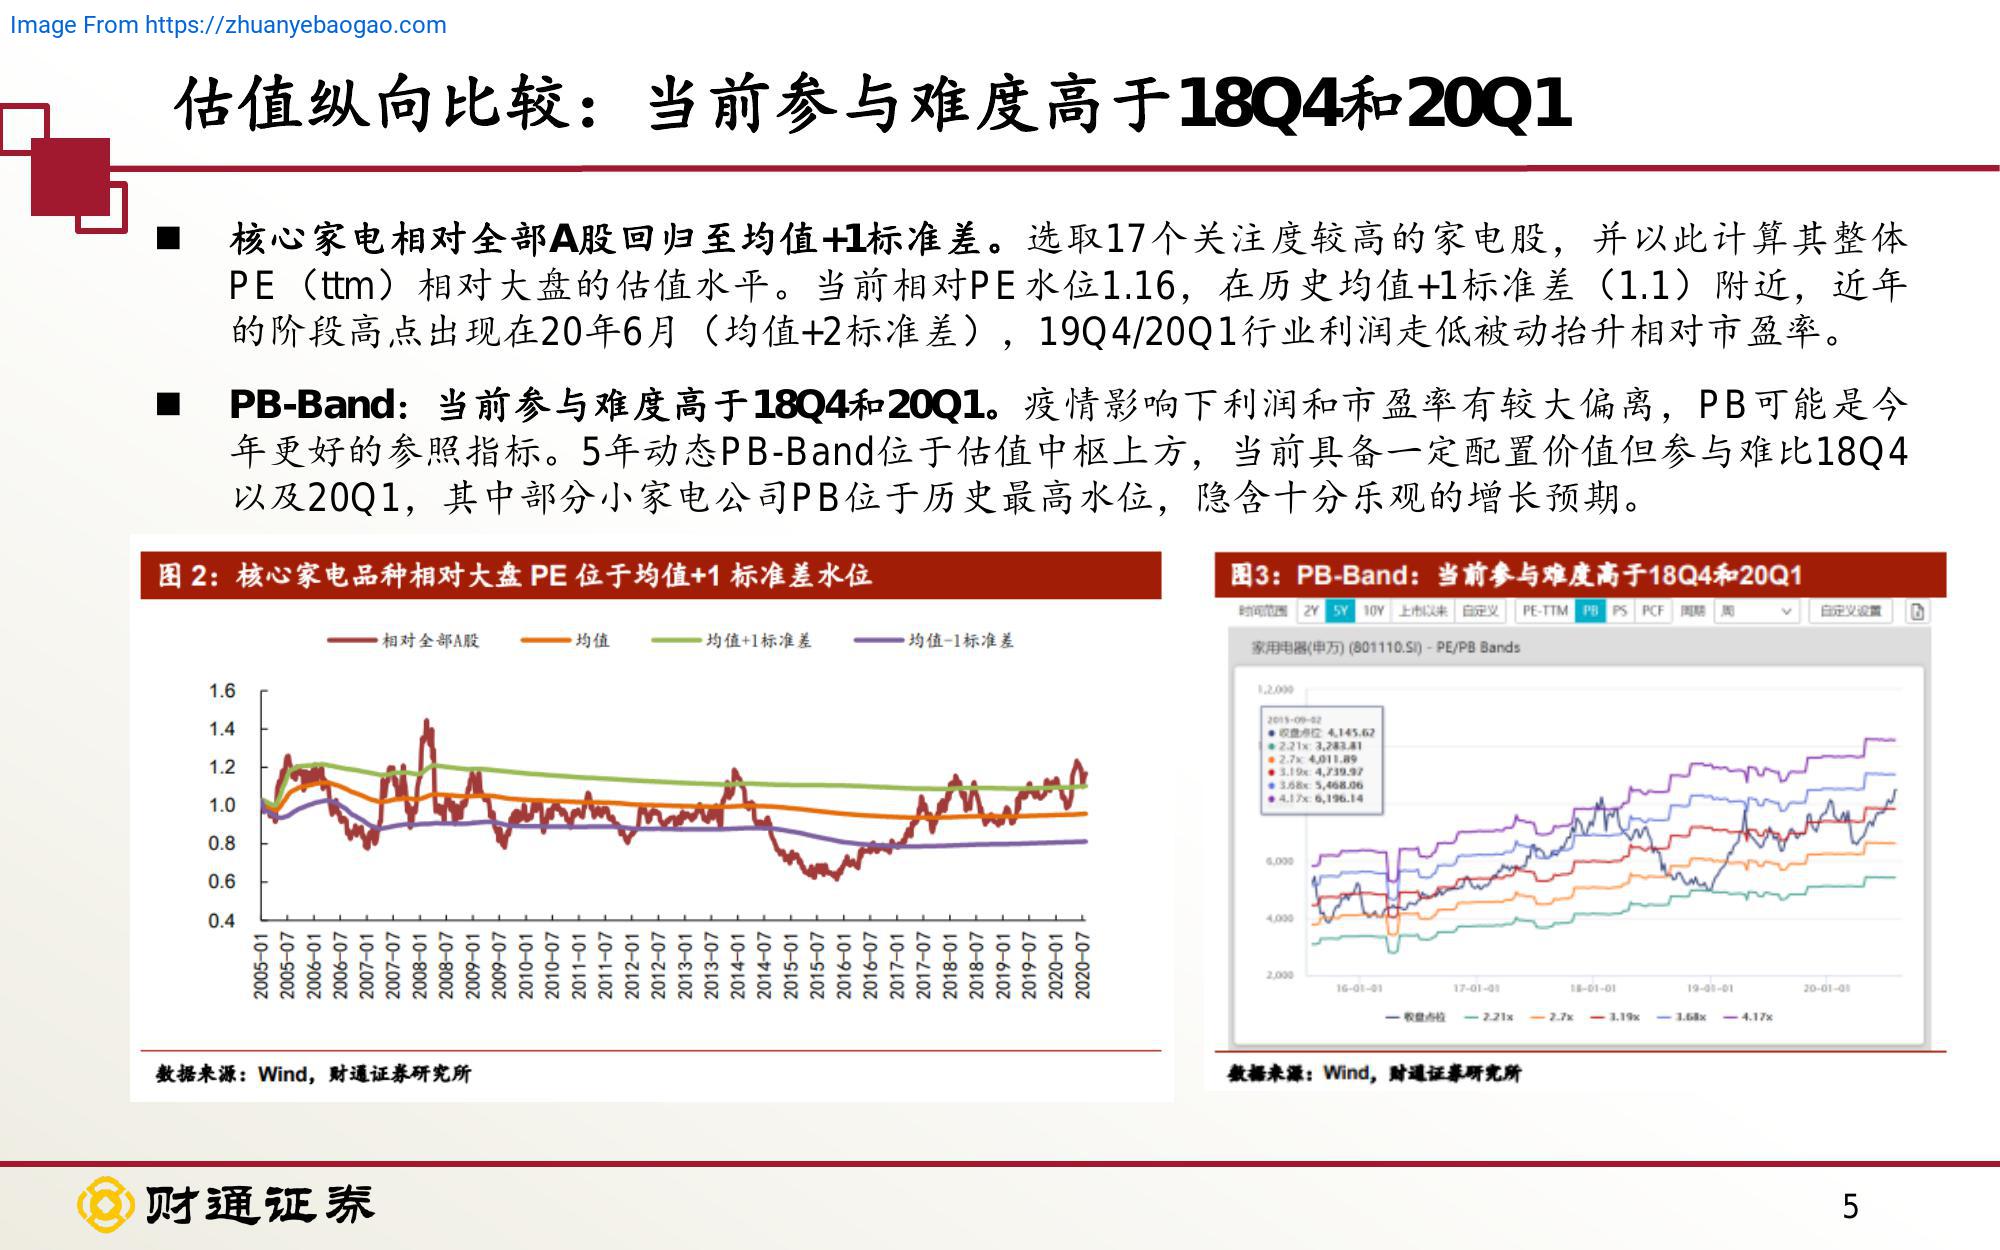 Image From https://zhuanyebaogao.com
估值纵向比较：当前参与难度高于18Q4和20Q1
■ 核心家电相对全部A股回归至均值+1标准差。选取17个关注度较高的家电股，并以此计算其整体
PE（ttm）相对大盘的估值水平。当前相对PE水位1.16，在历史均值+1标准差（1.1）附近，近年
的阶段高点出现在20年6月（均值+2标准差），19Q4/20Q1行业利润走低被动抬升相对市盈率。
■ PB-Band：当前参与难度高于18Q4和20Q1。疫情影响下利润和市盈率有较大偏离，PB可能是今
年更好的参照指标。5年动态PB-Band位于估值中枢上方，当前具备一定配置价值但参与难比18Q4
以及20Q1，其中部分小家电公司PB位于历史最高水位，隐含十分乐观的增长预期。
图 2：核心家电品种相对大盘 PE 位于均值+1 标准差水位
相对全部A股 均值 均值+1标准差 均值-1标准差
1.6
1.4
1.2
1.0
0.8
0.6
0.4
2005-01 2005-07 2006-01 2006-07 2007-01 2007-07 2008-01 2008-07 2009-01 2009-07 2010-01 2010-07 2011-01 2011-07 2012-01 2012-07 2013-01 2013-07 2014-01 2014-07 2015-01 2015-07 2016-01 2016-07 2017-01 2017-07 2018-01 2018-07 2019-01 2019-07 2020-01 2020-07
数据来源：Wind，财通证券研究所
图3：PB-Band：当前参与难度高于18Q4和20Q1
时间范围 2Y 5Y 10Y 上市以来 自定义 PE-TTM PB PS PCF 周期 周 自定义设置
家用电器(申万) (801110.SI) - PE/PB Bands
1,2,000
2015-09-02
收盘点位: 4,145.62
2.21x: 3,283.81
2.7x: 4,011.89
3.19x: 4,739.97
3.68x: 5,468.06
4.17x: 6,196.14
6,000
4,000
2,000
16-01-01 17-01-01 18-01-01 19-01-01 20-01-01
收盘点位 2.21x 2.7x 3.19x 3.68x 4.17x
数据来源：Wind，财通证券研究所
财通证券
5